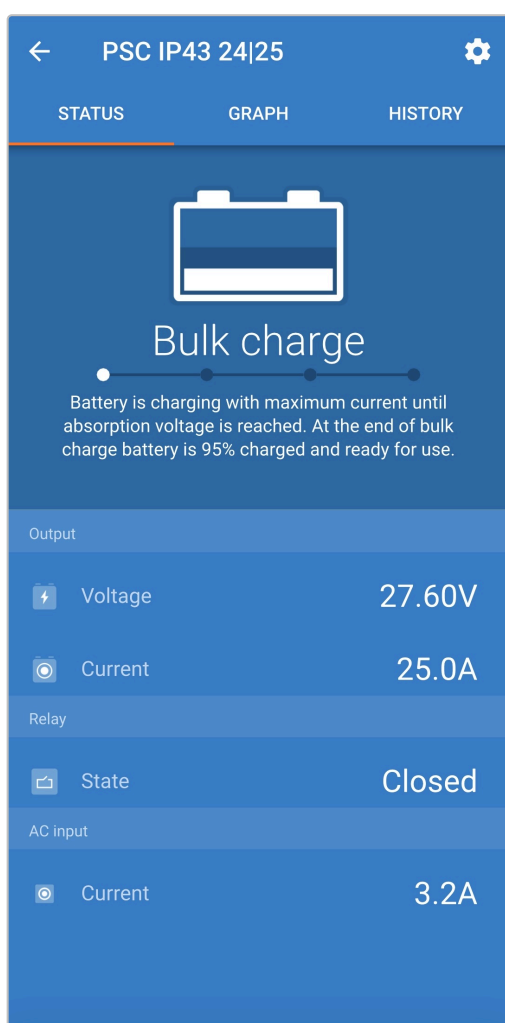 PSC IP43 24|25
STATUS GRAPH HISTORY
Bulk charge
Battery is charging with maximum current until
absorption voltage is reached. At the end of bulk
charge battery is 95% charged and ready for use.
Output
Voltage 27.60V
Current 25.0A
Relay
State Closed
AC input
Current 3.2A